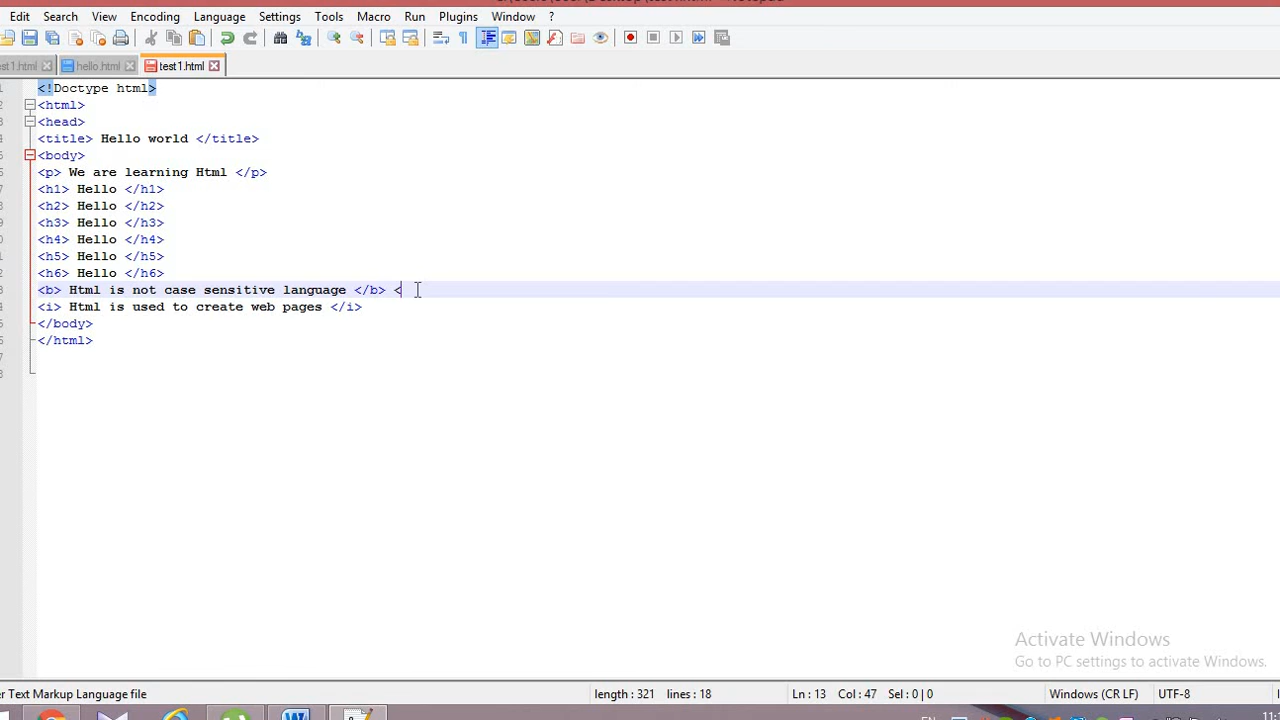 Edit Search View Encoding Language Settings Tools Macro Run Plugins Window ?
st1.html hello.html test1.html
<!Doctype html>
<html>
<head>
<title> Hello world </title>
<body>
<p> We are learning Html </p>
<h1> Hello </h1>
<h2> Hello </h2>
<h3> Hello </h3>
<h4> Hello </h4>
<h5> Hello </h5>
<h6> Hello </h6>
<b> Html is not case sensitive language </b> <
<i> Html is used to create web pages </i>
</body>
</html>
Activate Windows
Go to PC settings to activate Windows.
r Text Markup Language file length : 321 lines : 18 Ln : 13 Col : 47 Sel : 0 | 0 Windows (CR LF) UTF-8